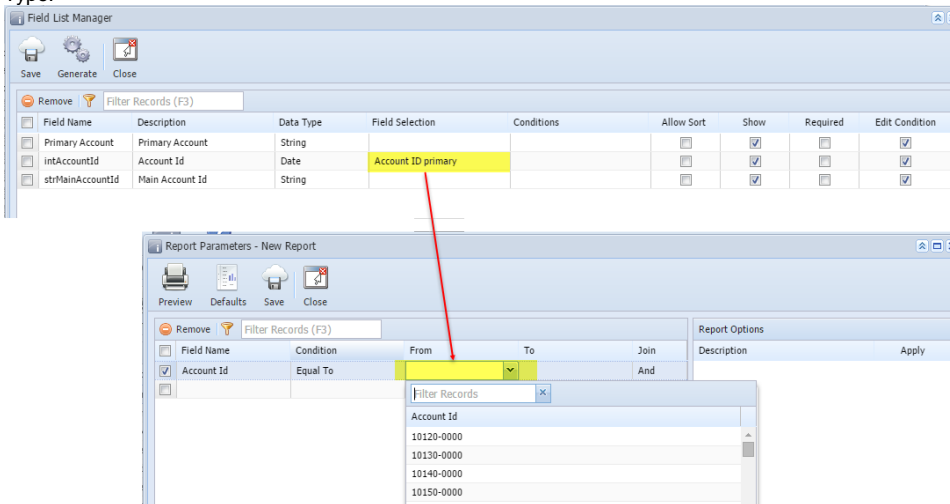 Type.
Field List Manager
Save Generate Close
Remove Filter Records (F3)
Field Name Description Data Type Field Selection Conditions Allow Sort Show Required Edit Condition
Primary Account Primary Account String
intAccountId Account Id Date Account ID primary
strMainAccountId Main Account Id String
Report Parameters - New Report
Preview Defaults Save Close
Remove Filter Records (F3) Report Options
Field Name Condition From To Join Description Apply
Account Id Equal To And
Filter Records
Account Id
10120-0000
10130-0000
10140-0000
10150-0000